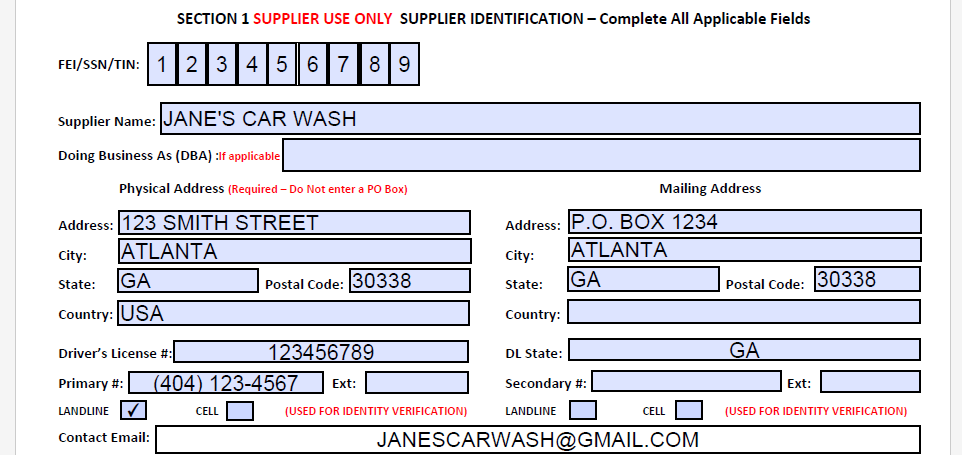 SECTION 1 SUPPLIER USE ONLY SUPPLIER IDENTIFICATION – Complete All Applicable Fields
FEI/SSN/TIN: 1 2 3 4 5 6 7 8 9
Supplier Name: JANE'S CAR WASH
Doing Business As (DBA) :If applicable
Physical Address (Required – Do Not enter a PO Box) Mailing Address
Address: 123 SMITH STREET Address: P.O. BOX 1234
City: ATLANTA City: ATLANTA
State: GA Postal Code: 30338 State: GA Postal Code: 30338
Country: USA Country:
Driver's License #: 123456789 DL State: GA
Primary #: (404) 123-4567 Ext: Secondary #: Ext:
LANDLINE ✓ CELL (USED FOR IDENTITY VERIFICATION) LANDLINE CELL (USED FOR IDENTITY VERIFICATION)
Contact Email: JANESCARWASH@GMAIL.COM